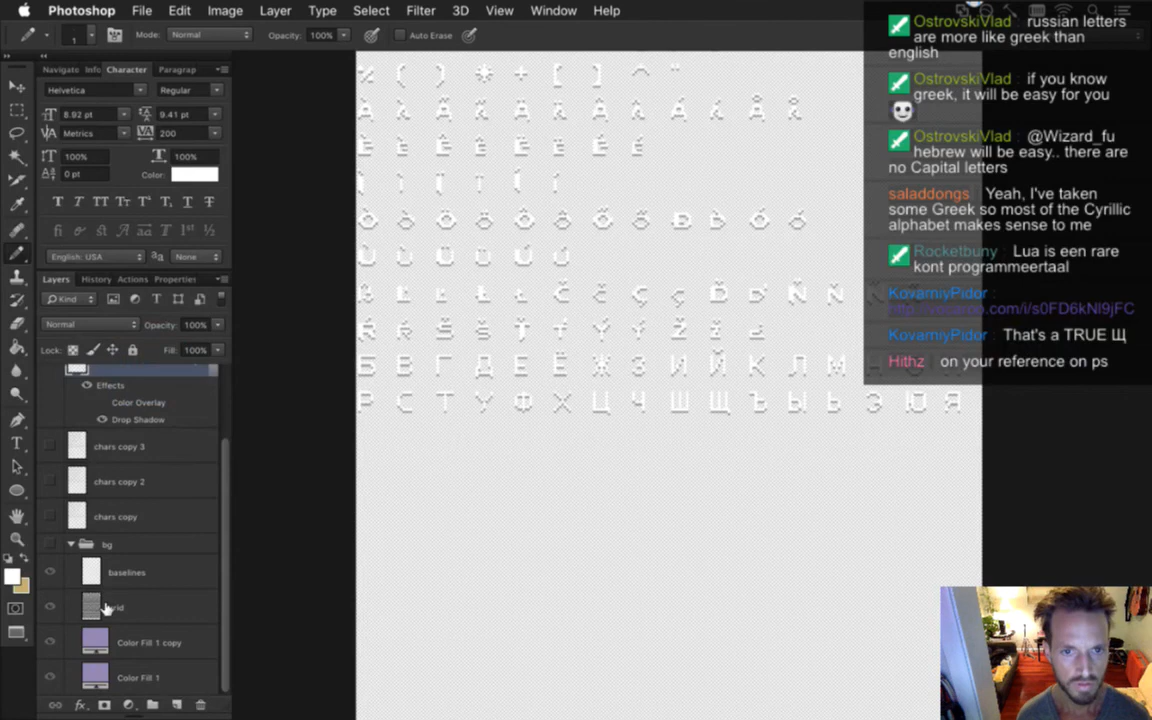 Photoshop File Edit Image Layer Type Select Filter 3D View Window Help
1 Mode: Normal Opacity: 100% Auto Erase
Navigato Info Character Paragrap
Helvetica Regular
8.92 pt 9.41 pt
Metrics 200
100% 100%
0 pt Color:
English: USA None
Layers History Actions Properties
Kind
Normal Opacity: 100%
Lock: Fill: 100%
Effects
Color Overlay
Drop Shadow
chars copy 3
chars copy 2
chars copy
bg
baselines
Color Fill 1 copy
Color Fill 1
% ( ) * + [ ] ^ "
Б В Г Д Е Ё Ж З И Й К Л М
Р С Т У Ф Х Ц Ч Ш Щ Ъ Ы Ь Э Ю Я
OstrovskiVlad : russian letters
are more like greek than
english
OstrovskiVlad : if you know
greek, it will be easy for you
OstrovskiVlad : @Wizard_fu
hebrew will be easy.. there are
no Capital letters
saladdongs Yeah, I've taken
some Greek so most of the Cyrillic
alphabet makes sense to me
Rocketbuny : Lua is een rare
kont programmeertaal
KovarniyPidor :
KovarniyPidor : That's a TRUE Щ
Hithz on your reference on ps